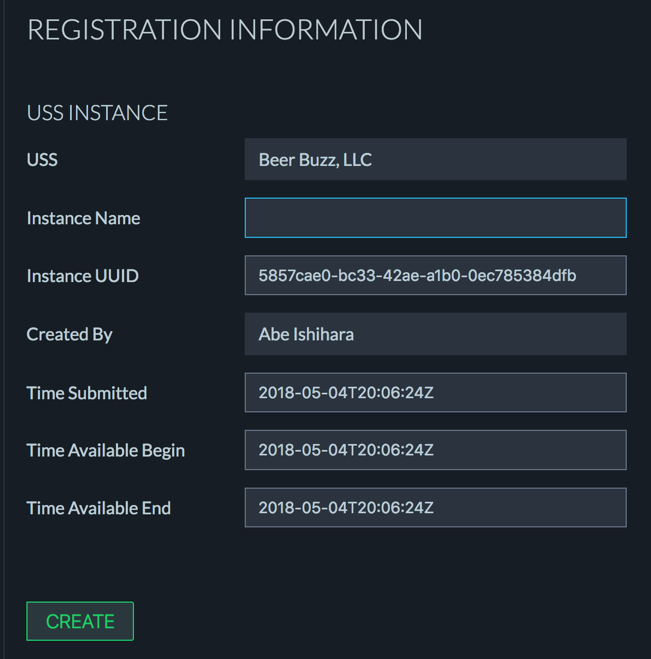 REGISTRATION INFORMATION
USS INSTANCE
USS Beer Buzz, LLC
Instance Name
Instance UUID 5857cae0-bc33-42ae-a1b0-0ec785384dfb
Created By Abe Ishihara
Time Submitted 2018-05-04T20:06:24Z
Time Available Begin 2018-05-04T20:06:24Z
Time Available End 2018-05-04T20:06:24Z
CREATE